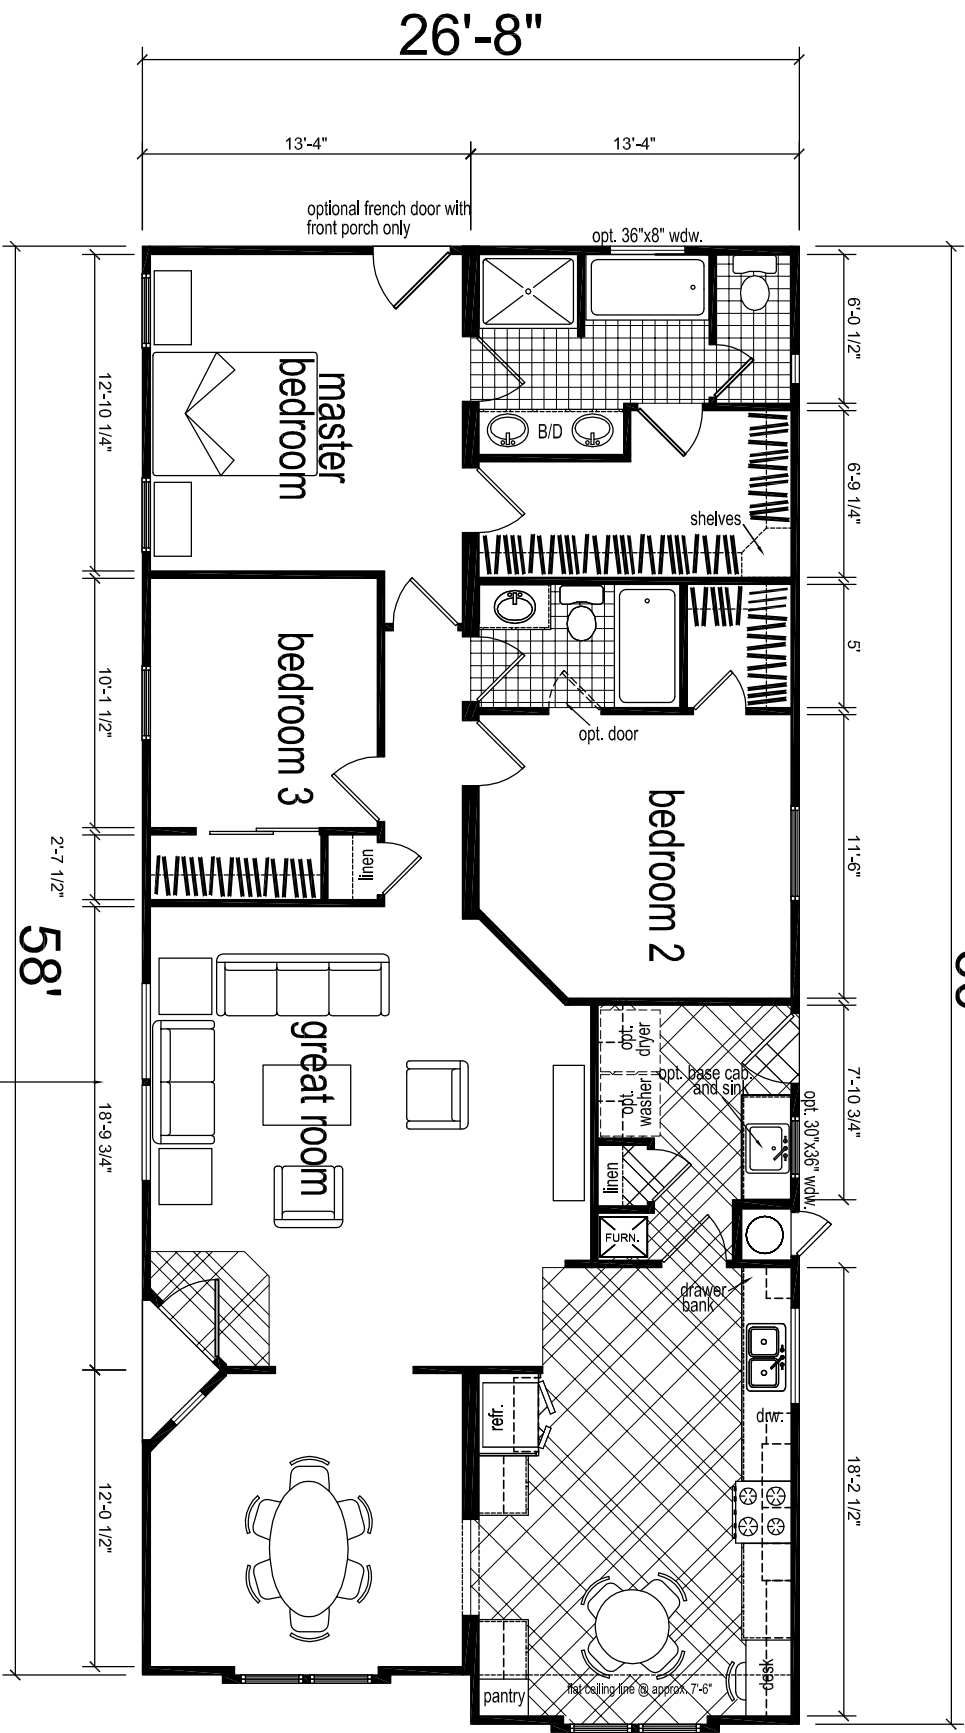 26'-8"
13'-4"
13'-4"
optional french door with
front porch only
opt. 36"x8" wdw.
6'-0 1/2"
12'-10 1/4"
master
bedroom
B/D
6'-9 1/4"
shelves
5'
10'-1 1/2"
bedroom 3
opt. door
bedroom 2
11'-6"
2'-7 1/2"
linen
58'
great room
opt.
dryer
opt. base cab.
and sink
opt.
washer
7'-10 3/4"
opt. 30"x36" wdw.
18'-9 3/4"
linen
FURN.
drawer
bank
refr.
d.w.
18'-2 1/2"
12'-0 1/2"
desk
flat ceiling line @ approx. 7'-6"
pantry